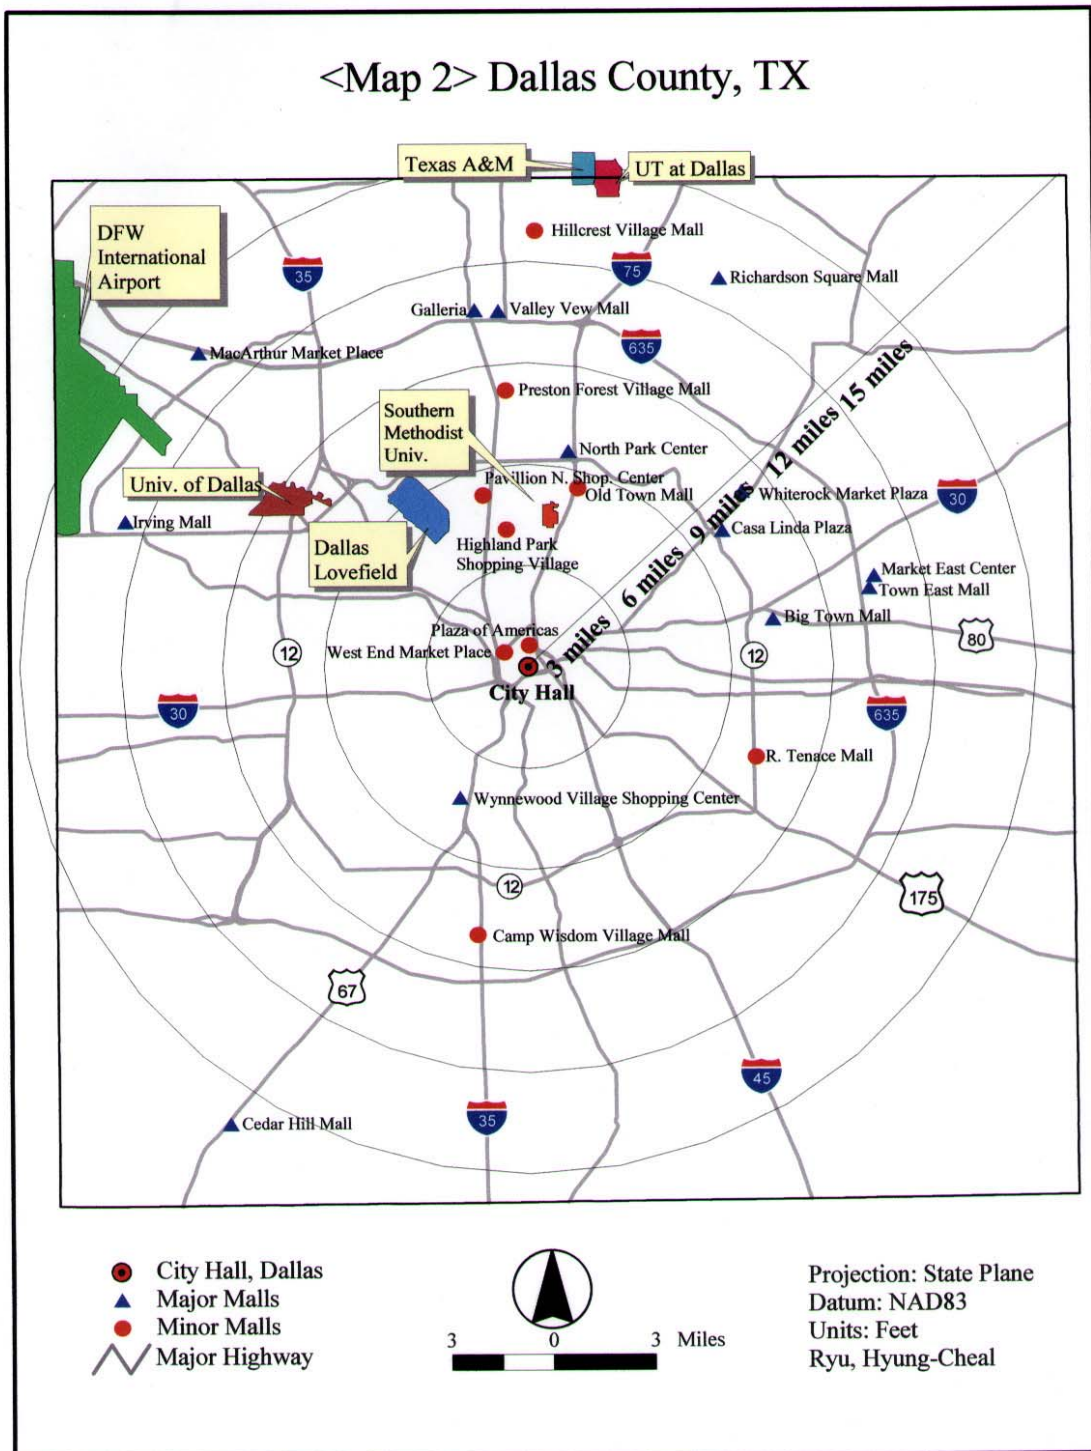 <Map 2> Dallas County, TX
Texas A&M
UT at Dallas
DFW
International
Airport
Hillcrest Village Mall
35
75
Richardson Square Mall
Galleria
Valley Vew Mall
635
MacArthur Market Place
15 miles
Preston Forest Village Mall
Southern
Methodist
Univ.
12 miles
North Park Center
Univ. of Dallas
Pavillion N. Shop. Center
Old Town Mall
9 miles
Whiterock Market Plaza
30
Irving Mall
Casa Linda Plaza
Dallas
Lovefield
Highland Park
Shopping Village
6 miles
Market East Center
Town East Mall
Big Town Mall
80
Plaza of Americas
West End Market Place
3 miles
12
12
City Hall
30
635
R. Tenace Mall
Wynnewood Village Shopping Center
12
175
Camp Wisdom Village Mall
67
45
35
Cedar Hill Mall
City Hall, Dallas
Major Malls
Minor Malls
Major Highway
3 0 3 Miles
Projection: State Plane
Datum: NAD83
Units: Feet
Ryu, Hyung-Cheal